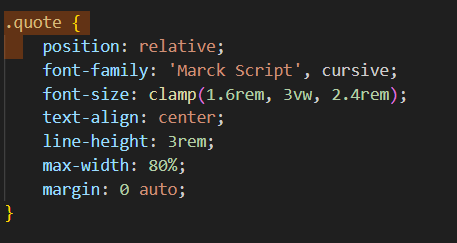 .quote {
    position: relative;
    font-family: 'Marck Script', cursive;
    font-size: clamp(1.6rem, 3vw, 2.4rem);
    text-align: center;
    line-height: 3rem;
    max-width: 80%;
    margin: 0 auto;
}